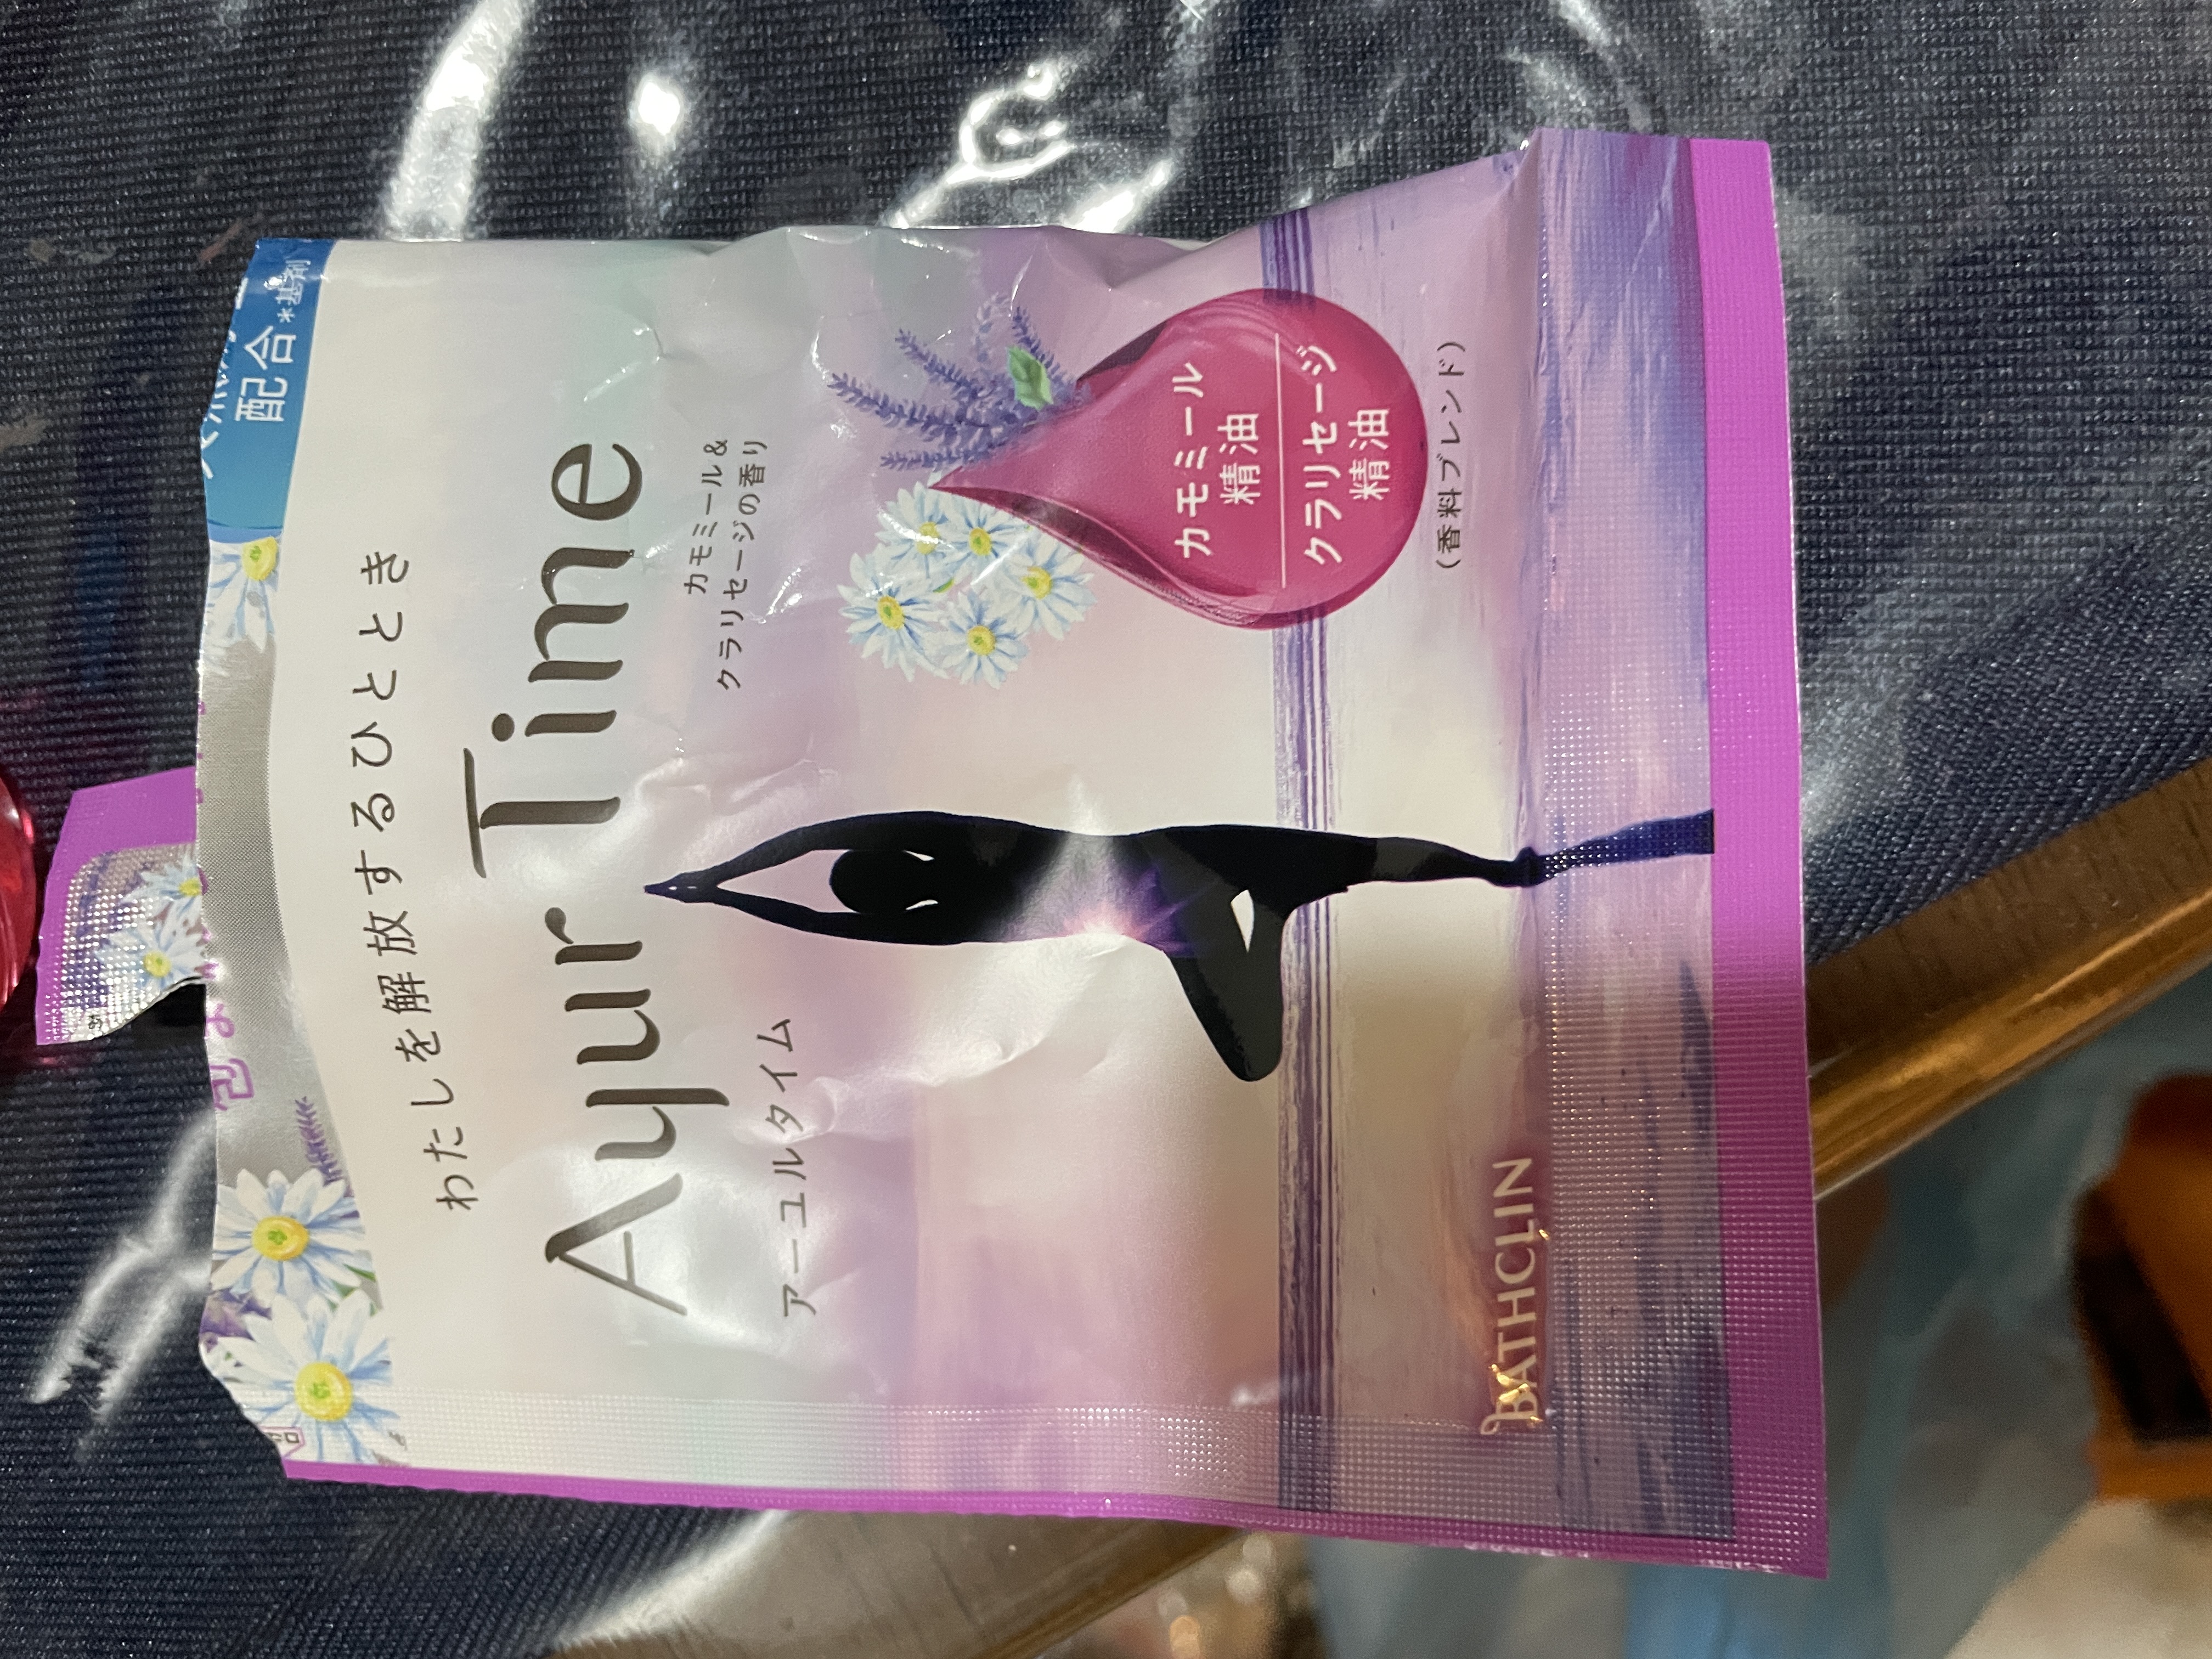 配合*基剤
わたしを解放するひととき
Ayur Time
アーユルタイム
カモミール&
クラリセージの香り
カモミール
精油
クラリセージ
精油
(香料ブレンド)
BATHCLIN